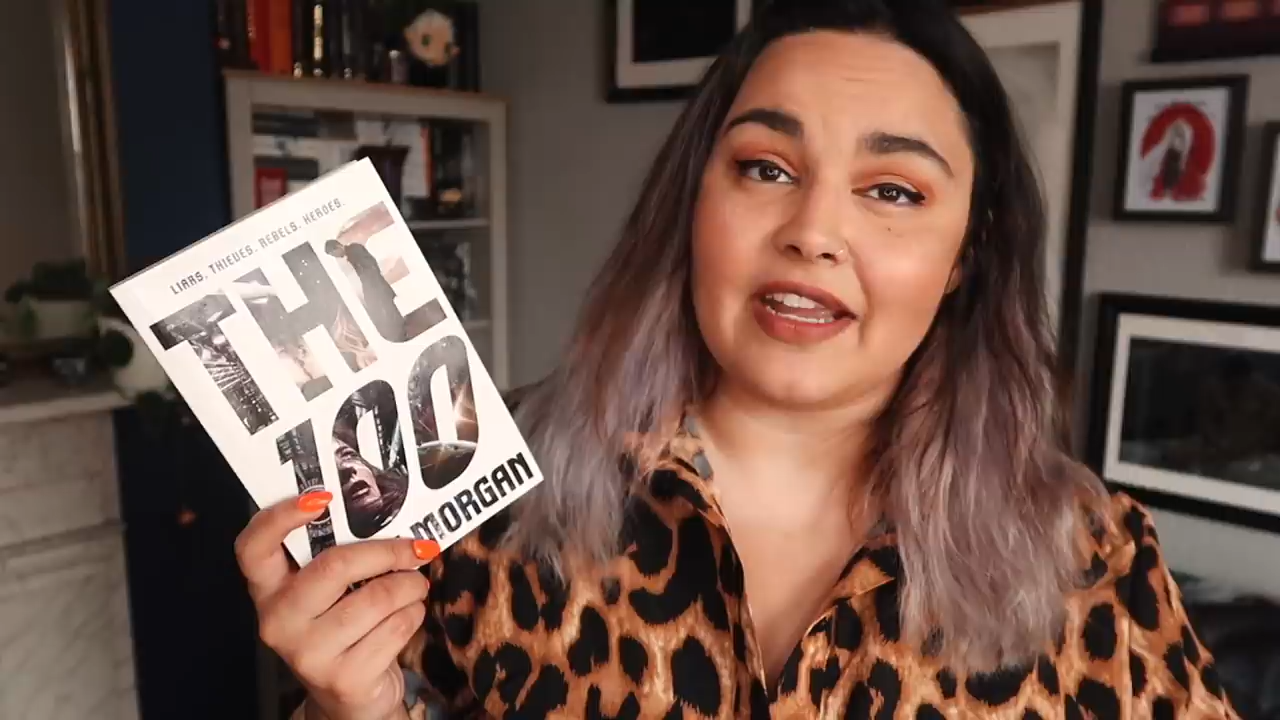 LIARS. THIEVES. REBELS. HEROES.
THE
100
MORGAN